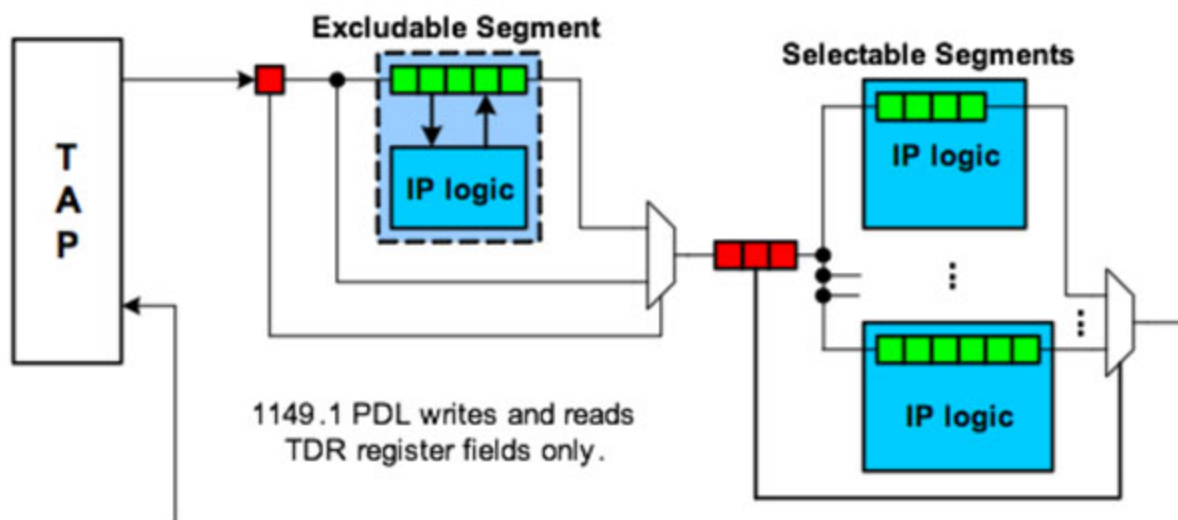 Excludable Segment
Selectable Segments
T
A
P
IP logic
IP logic
IP logic
1149.1 PDL writes and reads
TDR register fields only.